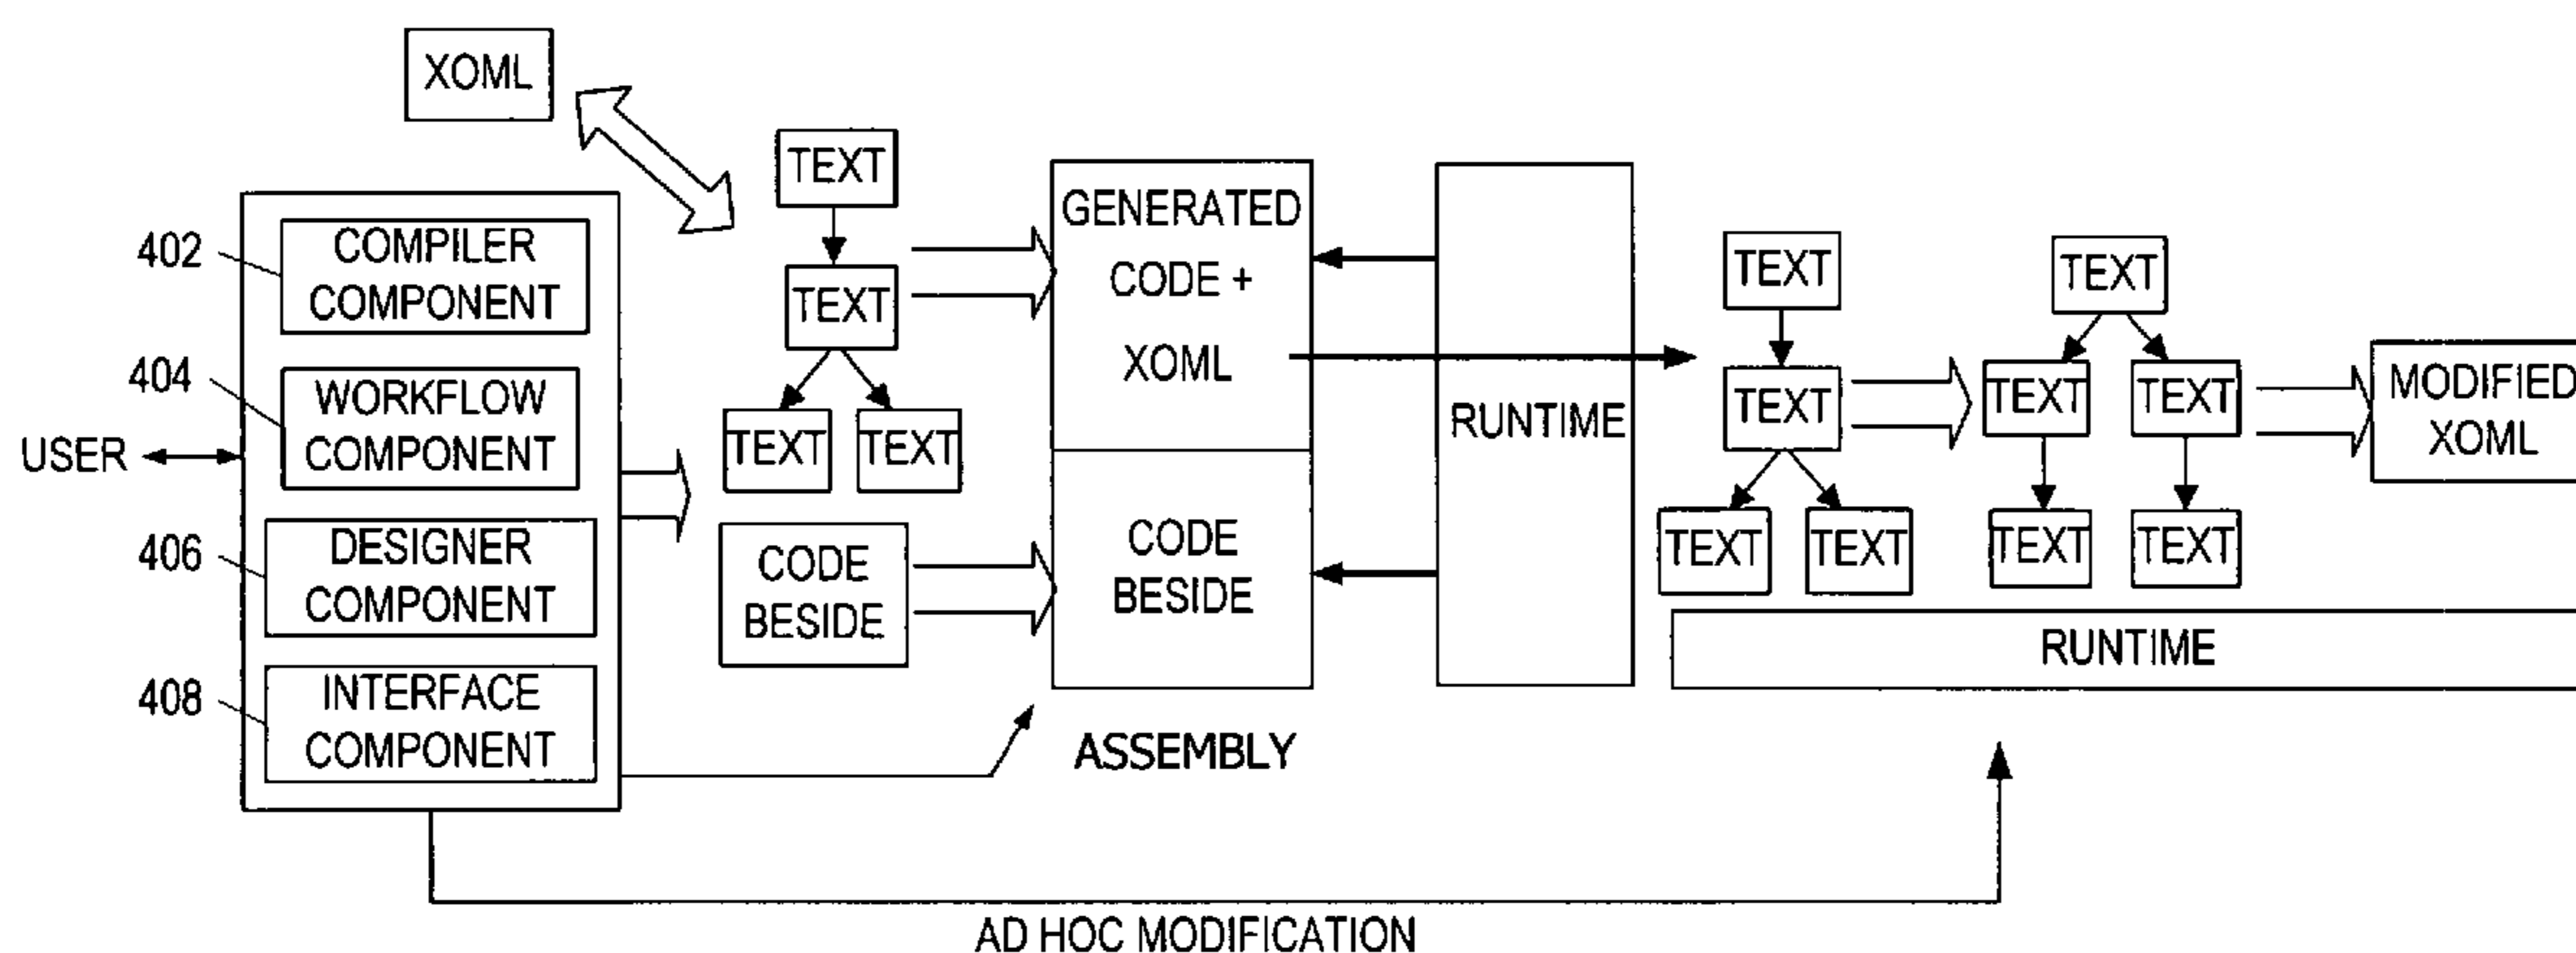 XOML
402
COMPILER
COMPONENT
404
WORKFLOW
COMPONENT
USER
406
DESIGNER
COMPONENT
408
INTERFACE
COMPONENT
TEXT
TEXT
TEXT
TEXT
CODE
BESIDE
GENERATED
CODE +
XOML
CODE
BESIDE
ASSEMBLY
RUNTIME
TEXT
TEXT
TEXT
TEXT
TEXT
TEXT
TEXT
TEXT
TEXT
MODIFIED
XOML
RUNTIME
AD HOC MODIFICATION